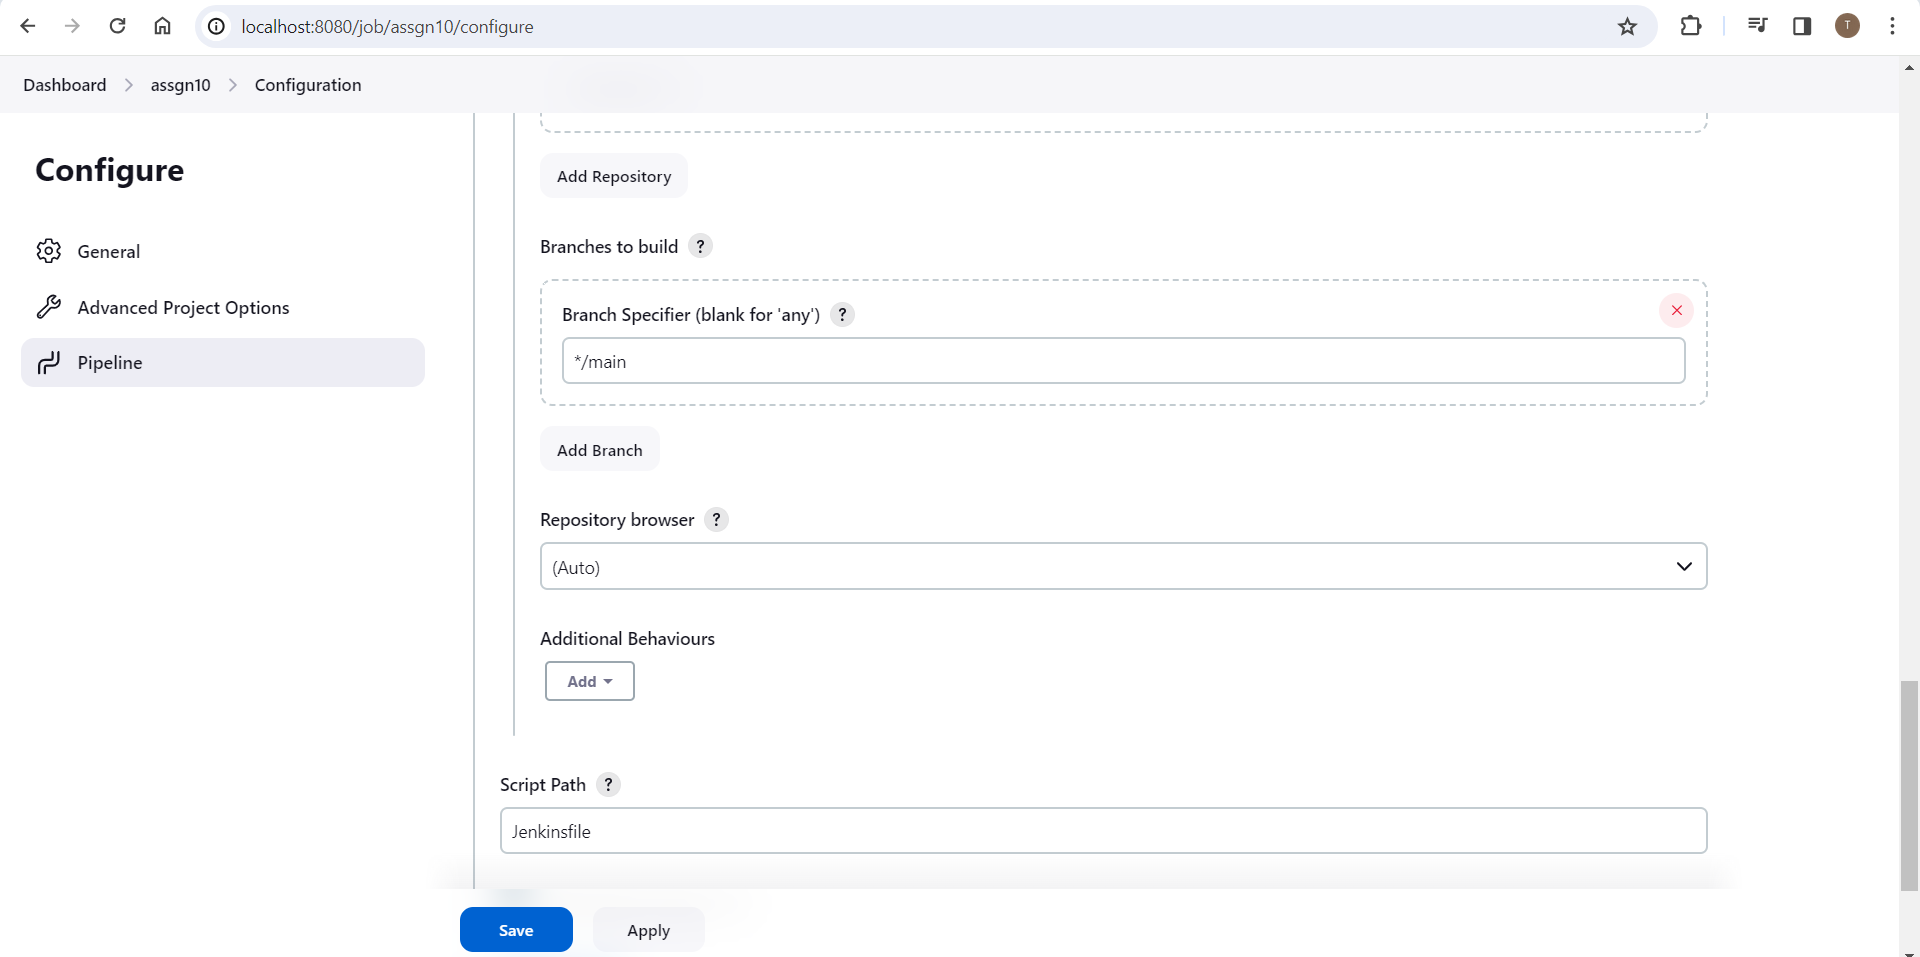 localhost:8080/job/assgn10/configure
T
Dashboard > assgn10 > Configuration
Configure
General
Advanced Project Options
Pipeline
Add Repository
Branches to build ?
Branch Specifier (blank for 'any') ?
*/main
Add Branch
Repository browser ?
(Auto)
Additional Behaviours
Add
Script Path ?
Jenkinsfile
Save Apply